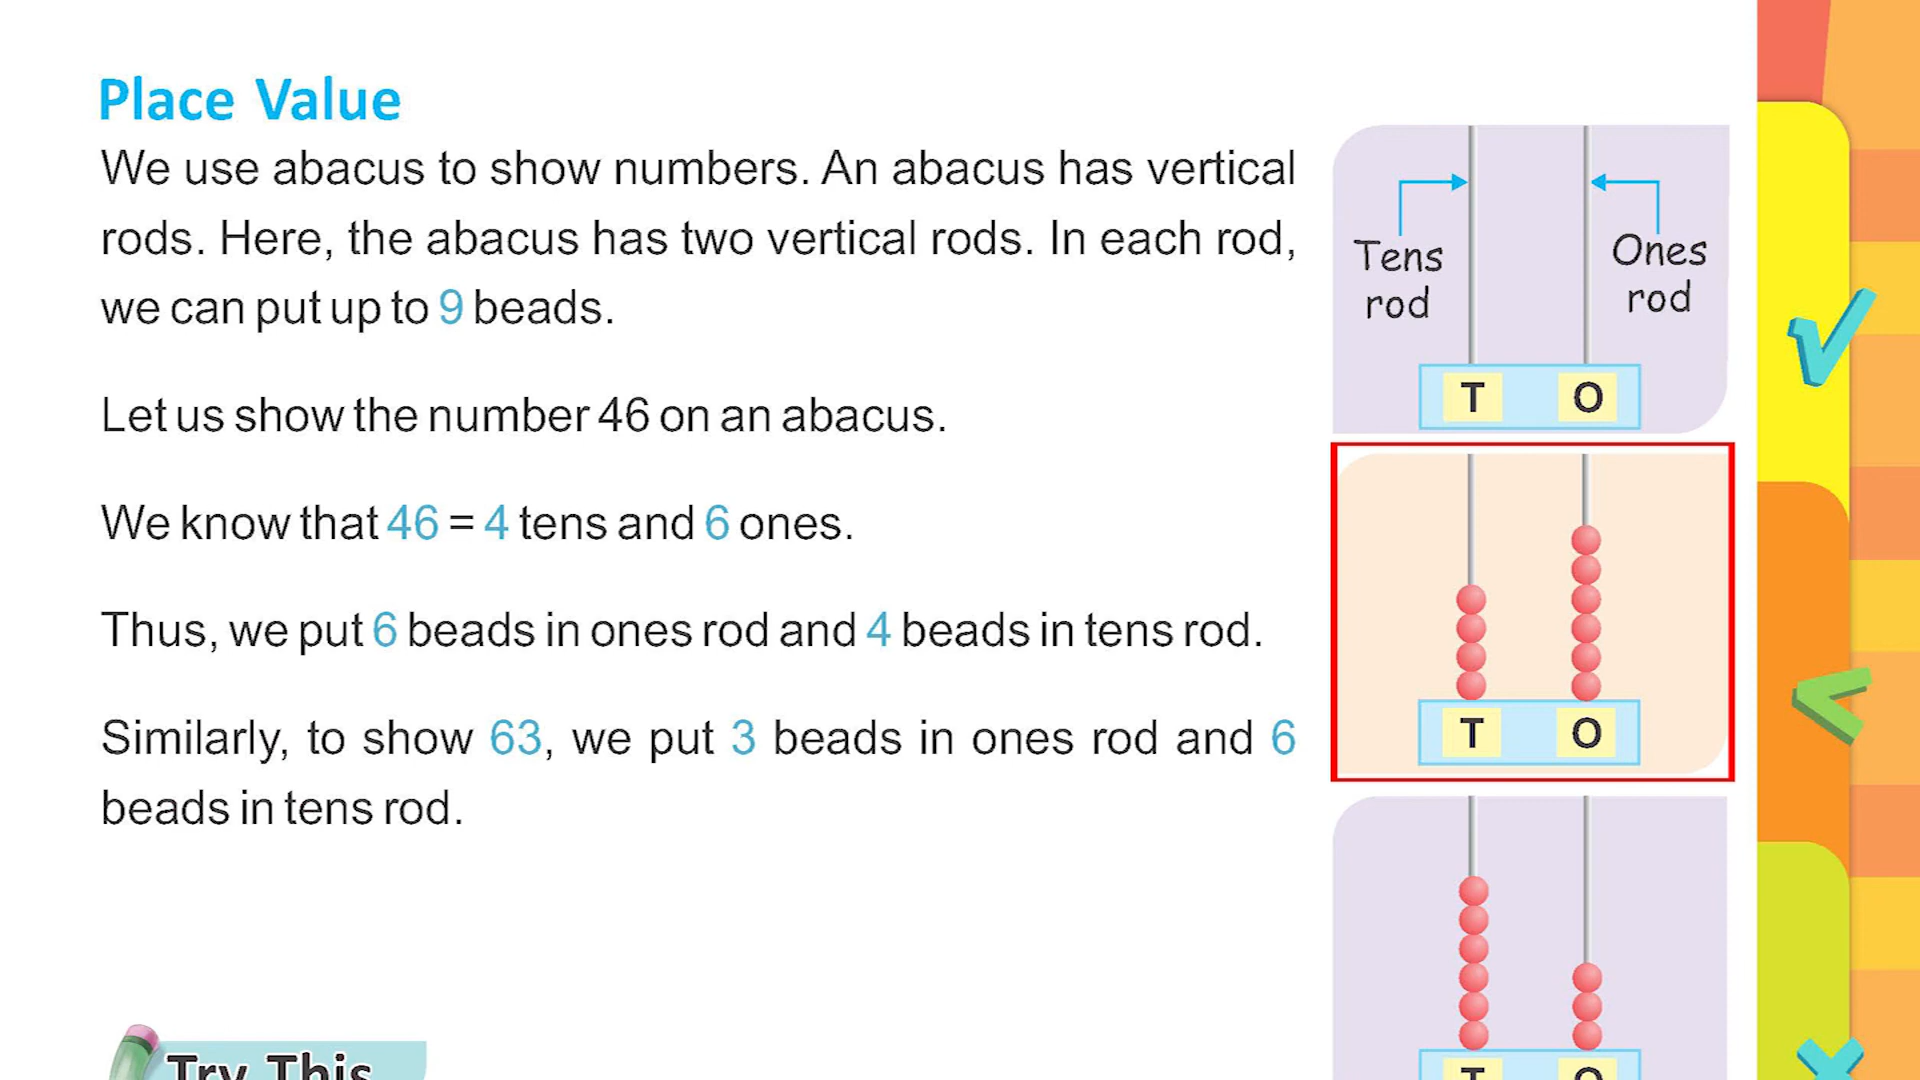 Place Value
We use abacus to show numbers. An abacus has vertical
rods. Here, the abacus has two vertical rods. In each rod,
we can put up to 9 beads.
Let us show the number 46 on an abacus.
We know that 46 = 4 tens and 6 ones.
Thus, we put 6 beads in ones rod and 4 beads in tens rod.
Similarly, to show 63, we put 3 beads in ones rod and 6
beads in tens rod.
Tens
rod
Ones
rod
T O
T O
T O
Try This